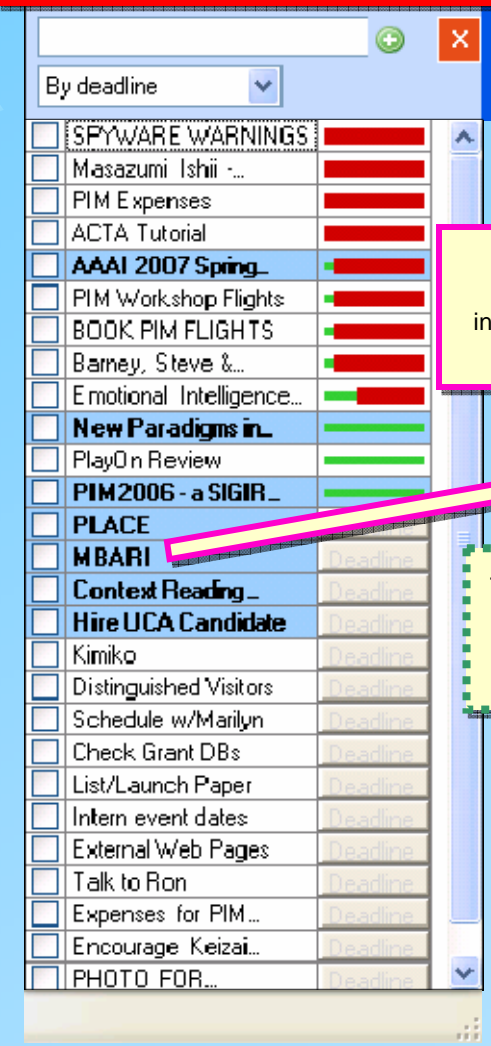 By deadline
SPYWARE WARNINGS
Masazumi Ishii -...
PIM Expenses
ACTA Tutorial
AAAI 2007 Spring...
PIM Workshop Flights
in
BOOK PIM FLIGHTS
Barney, Steve &...
Emotional Intelligence...
New Paradigms in...
PlayOn Review
PIM2006 - a SIGIR...
PLACE
MBARI Deadline
Context Reading... Deadline
Hire UCA Candidate Deadline
Kimiko Deadline
Distinguished Visitors Deadline
Schedule w/Marilyn Deadline
Check Grant DBs Deadline
List/Launch Paper Deadline
Intern event dates Deadline
External Web Pages Deadline
Talk to Ron Deadline
Expenses for PIM... Deadline
Encourage Keizai... Deadline
PHOTO FOR... Deadline